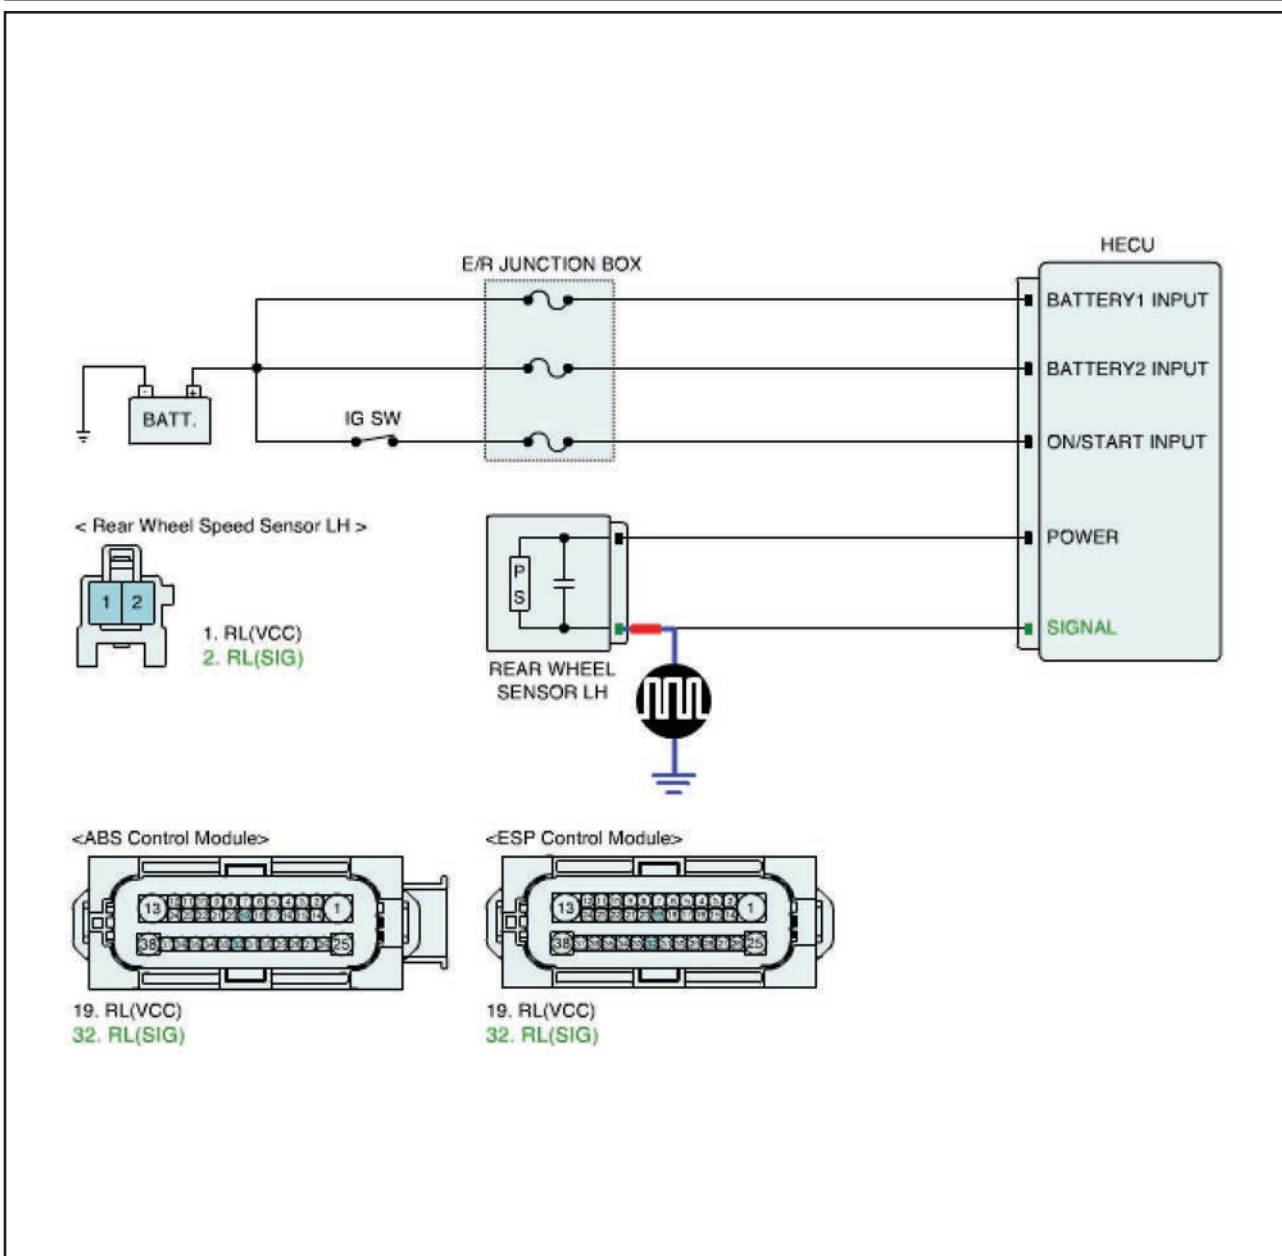 HECU
E/R JUNCTION BOX
BATTERY1 INPUT
BATTERY2 INPUT
- +
BATT.
IG SW
ON/START INPUT
< Rear Wheel Speed Sensor LH >
POWER
P
S
1 2
1. RL(VCC)
2. RL(SIG)
SIGNAL
REAR WHEEL
SENSOR LH
<ABS Control Module>
<ESP Control Module>
13 1
38 25
13 1
38 25
19. RL(VCC)
32. RL(SIG)
19. RL(VCC)
32. RL(SIG)